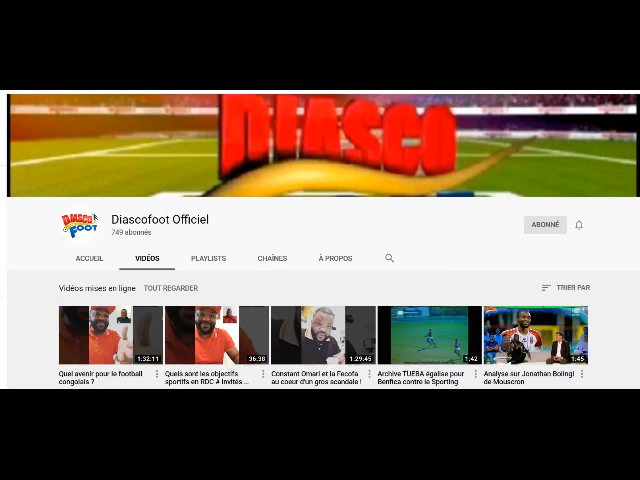 DIASCO
DIASCO
FOOT
Diascofoot Officiel
749 abonnés
ABONNÉ
ACCUEIL VIDÉOS PLAYLISTS CHAÎNES À PROPOS
Vidéos mises en ligne TOUT REGARDER TRIER PAR
1:32:11 36:38 1:29:45 1:42 1:45
Quel avenir pour le football
congolais ?
Quels sont les objectifs
sportifs en RDC # invités ...
Constant Omari et la Fecofa
au coeur d'un gros scandale !
Archive TUEBA égalise pour
Benfica contre le Sporting
Analyse sur Jonathan Bolingi
de Mouscron